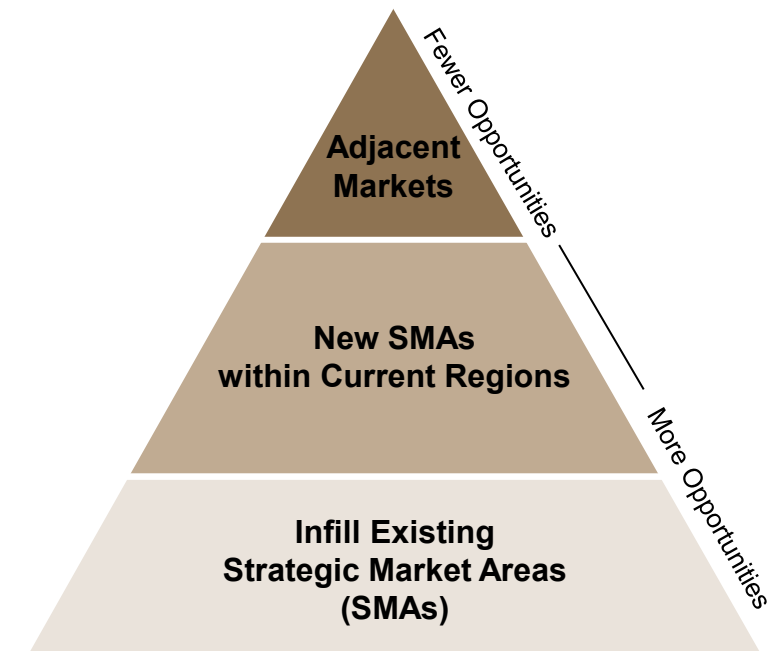 Fewer Opportunities
Adjacent
Markets
New SMAs
within Current Regions
More Opportunities
Infill Existing
Strategic Market Areas
(SMAs)